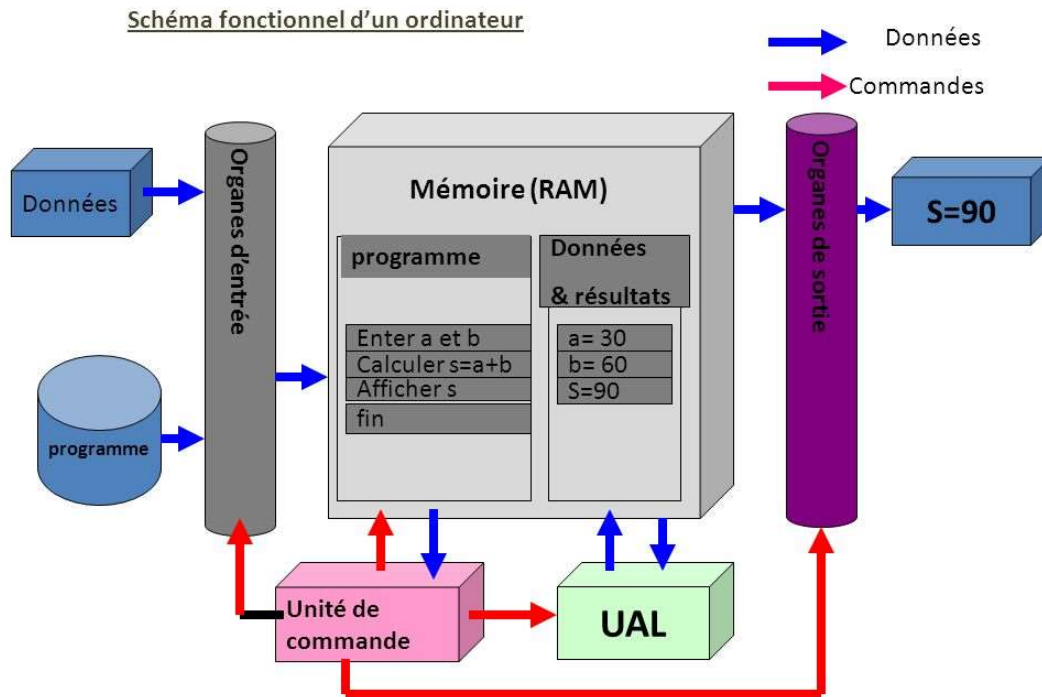 Schéma fonctionnel d’un ordinateur
Données
Commandes
Données
programme
Organes d’entrée
Mémoire (RAM)
programme
Enter a et b
Calculer s=a+b
Afficher s
fin
Données
& résultats
a= 30
b= 60
S=90
Organes de sortie
S=90
Unité de
commande
UAL